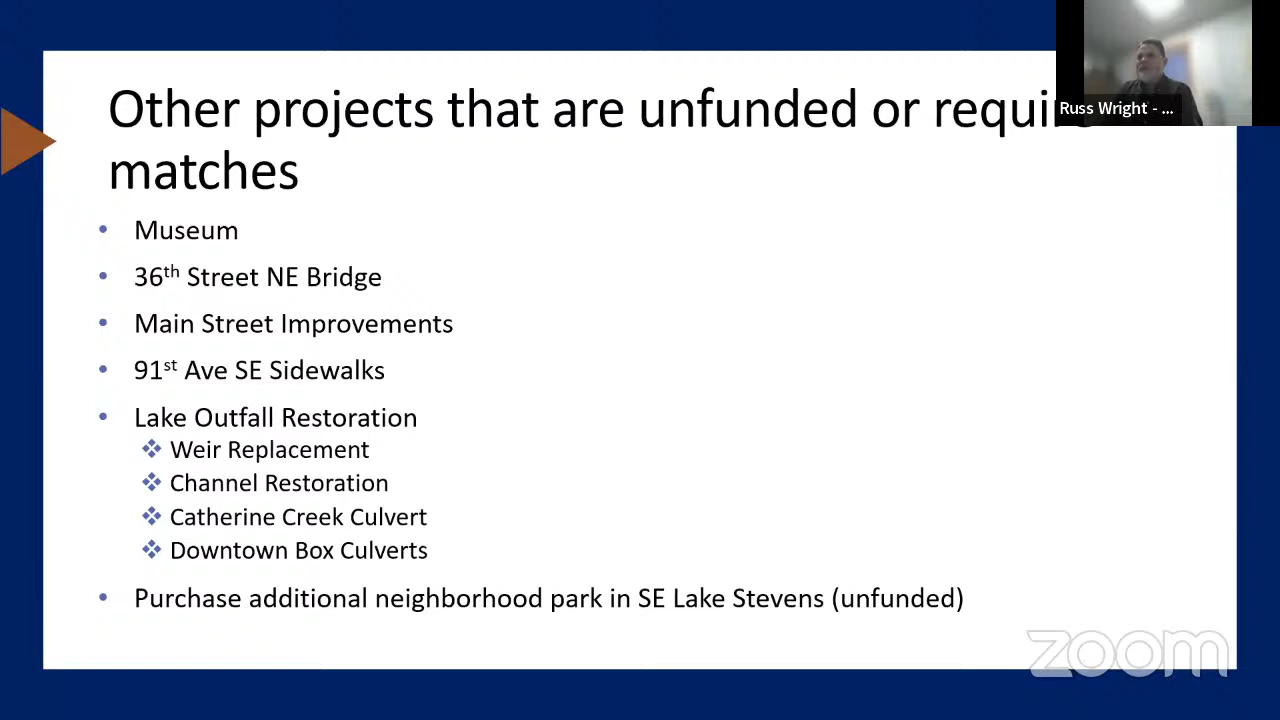 Other projects that are unfunded or require
matches
Russ Wright - ...
• Museum
• 36th Street NE Bridge
• Main Street Improvements
• 91st Ave SE Sidewalks
• Lake Outfall Restoration
❖ Weir Replacement
❖ Channel Restoration
❖ Catherine Creek Culvert
❖ Downtown Box Culverts
• Purchase additional neighborhood park in SE Lake Stevens (unfunded)
zoom